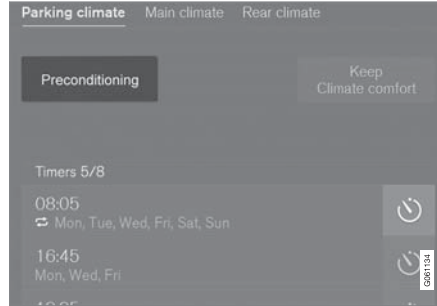 Parking climate Main climate Rear climate
Preconditioning
Keep
Climate comfort
Timers 5/8
08:05
Mon, Tue, Wed, Fri, Sat, Sun
16:45
Mon, Wed, Fri
G061134